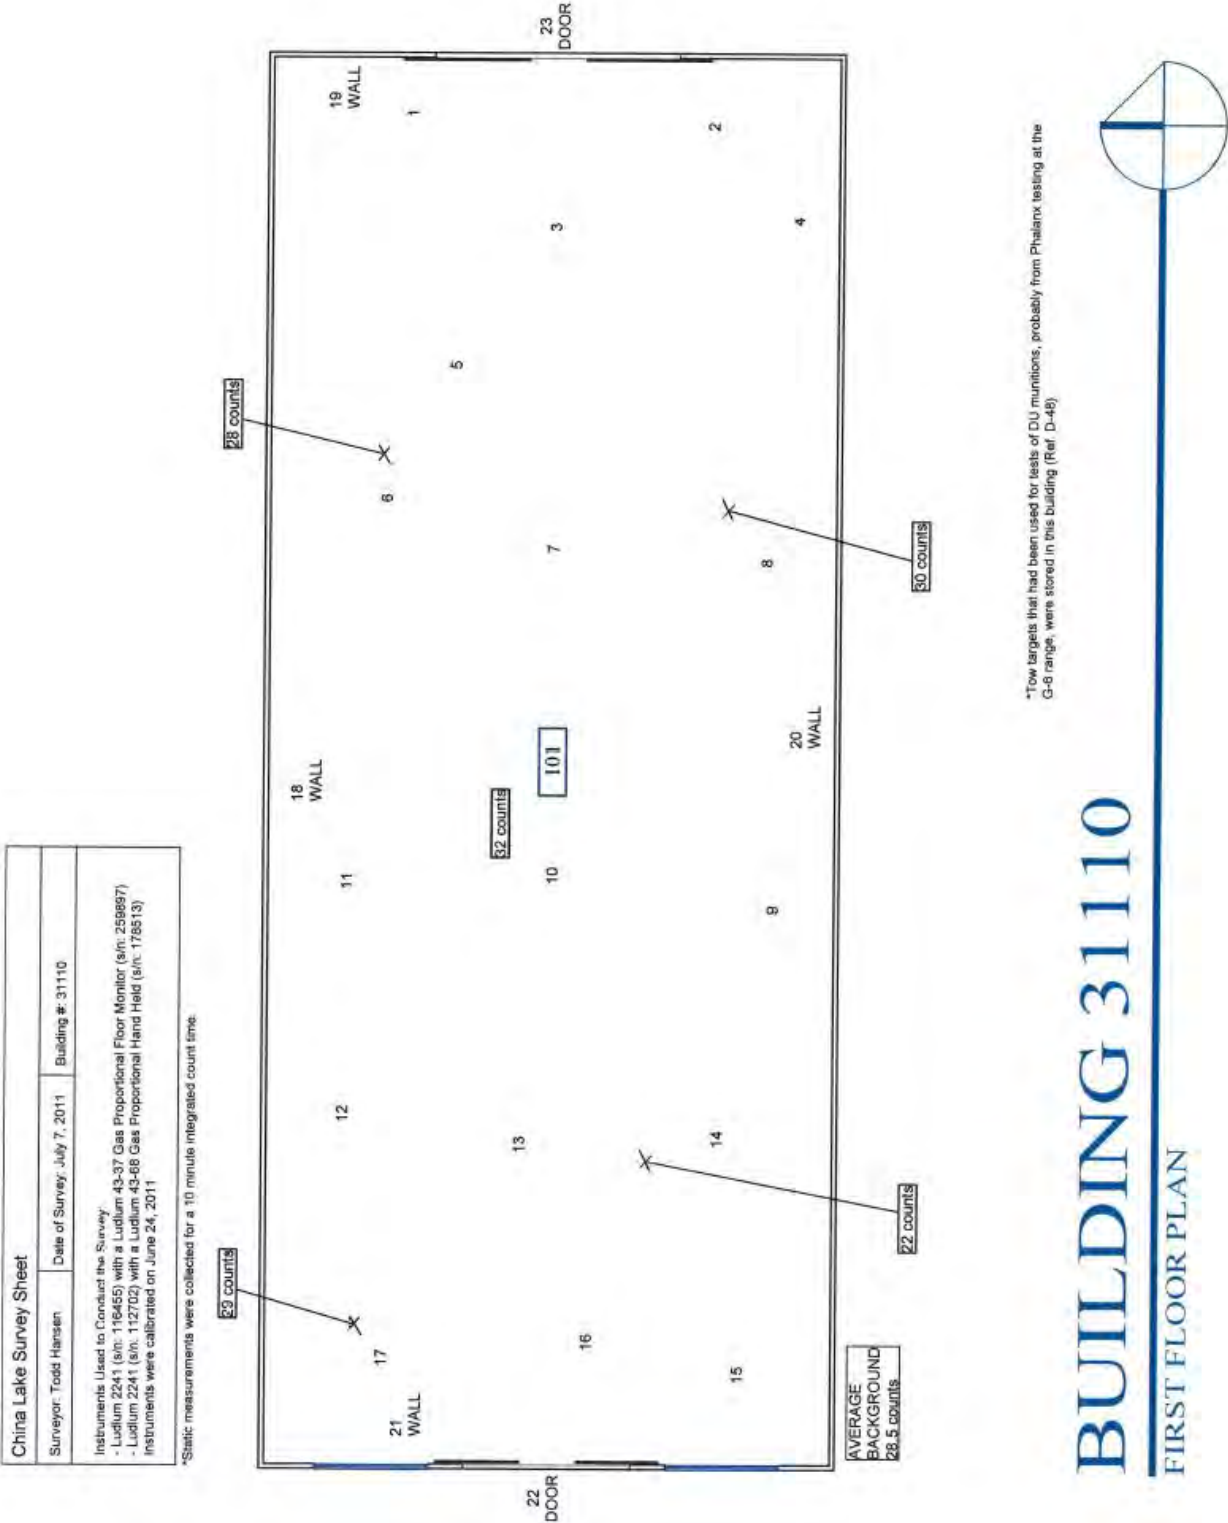 China Lake Survey Sheet
Surveyor: Todd Hansen
Date of Survey: July 7, 2011
Building #: 31110
Instruments Used to Conduct the Survey:
- Ludlum 2241 (s/n: 116455) with a Ludlum 43-37 Gas Proportional Floor Monitor (s/n: 259897)
- Ludlum 2241 (s/n: 112702) with a Ludlum 43-68 Gas Proportional Hand Held (s/n: 178513)
Instruments were calibrated on June 24, 2011
*Static measurements were collected for a 10 minute integrated count time.
29 counts
28 counts
18
WALL
19
WALL
17
12
11
6
1
21
WALL
5
32 counts
22
DOOR
16
13
10
101
7
3
23
DOOR
15
14
9
20
WALL
8
4
2
AVERAGE
BACKGROUND
28.5 counts
22 counts
30 counts
*Tow targets that had been used for tests of DU munitions, probably from Phalanx testing at the
G-6 range, were stored in this building (Ref. D-48)
BUILDING 31110
FIRST FLOOR PLAN